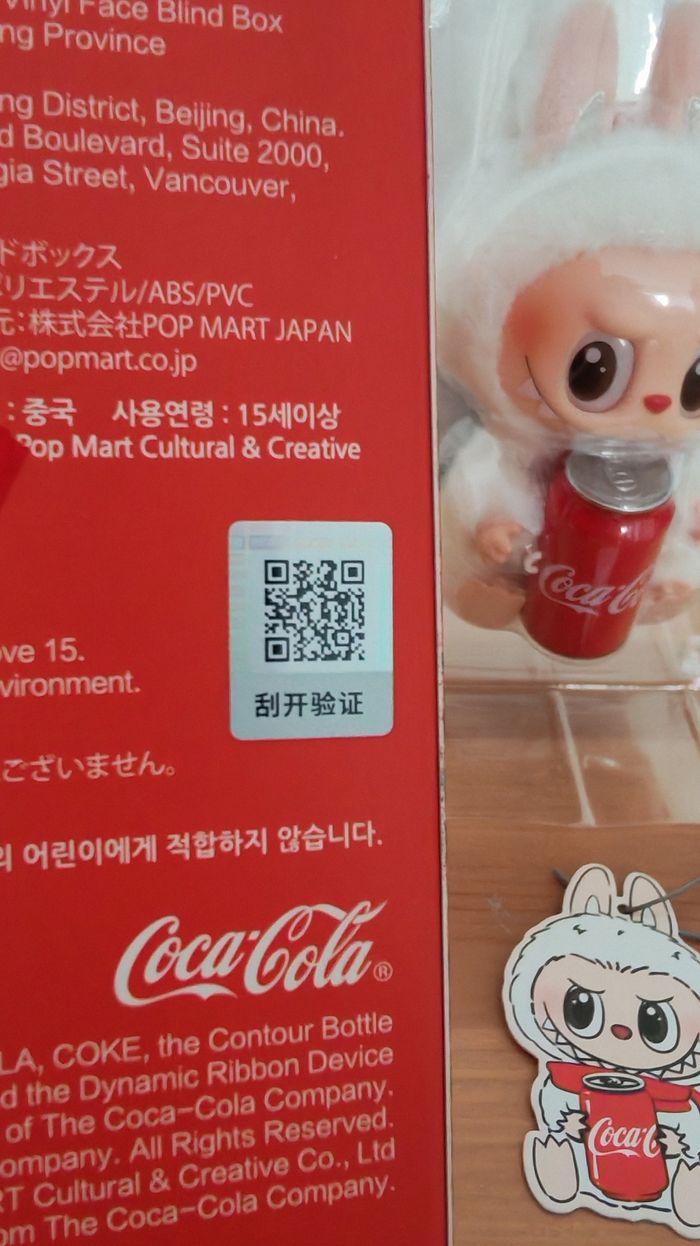 Vinyl Face Blind Box
ng Province
ng District, Beijing, China.
d Boulevard, Suite 2000,
gia Street, Vancouver,
ドボックス
リエステル/ABS/PVC
元:株式会社POP MART JAPAN
@popmart.co.jp
: 중국 사용연령 : 15세이상
Pop Mart Cultural & Creative
Coca-Co
刮开验证
ove 15.
vironment.
ございません。
의 어린이에게 적합하지 않습니다.
Coca-Cola®
LA, COKE, the Contour Bottle
d the Dynamic Ribbon Device
of The Coca-Cola Company.
ompany. All Rights Reserved.
RT Cultural & Creative Co., Ltd
om The Coca-Cola Company.
Coca-C